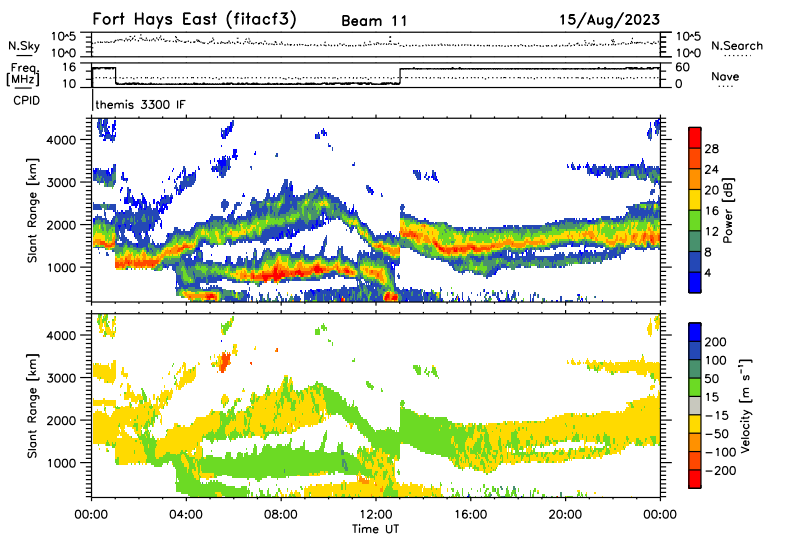 Fort Hays East (fitacf3) Beam 11 15/Aug/2023
N.Sky 10^5 10^0 10^5 10^0 N.Search
Freq. [MHz] 16 10 60 0 Nave
CPID themis 3300 IF
Slant Range [km]
4000
3000
2000
1000
28
24
20
16
12
8
4
Power [dB]
Slant Range [km]
4000
3000
2000
1000
200
100
50
15
-15
-50
-100
-200
Velocity [m s⁻¹]
00:00 04:00 08:00 12:00 16:00 20:00 00:00
Time UT